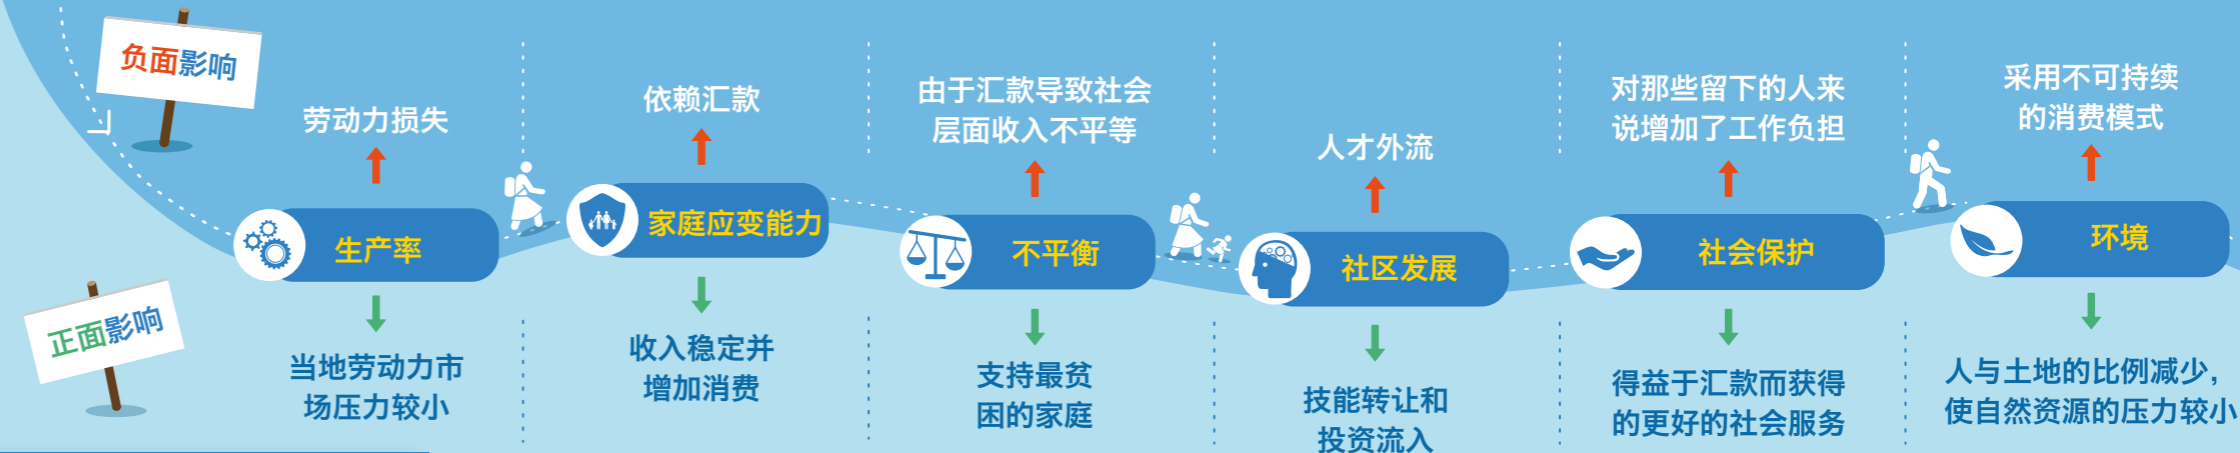 负面影响
劳动力损失
依赖汇款
由于汇款导致社会
层面收入不平等
人才外流
对那些留下的人来
说增加了工作负担
采用不可持续
的消费模式
生产率
家庭应变能力
不平衡
社区发展
社会保护
环境
正面影响
当地劳动力市
场压力较小
收入稳定并
增加消费
支持最贫
困的家庭
技能转让和
投资流入
得益于汇款而获得
的更好的社会服务
人与土地的比例减少,
使自然资源的压力较小